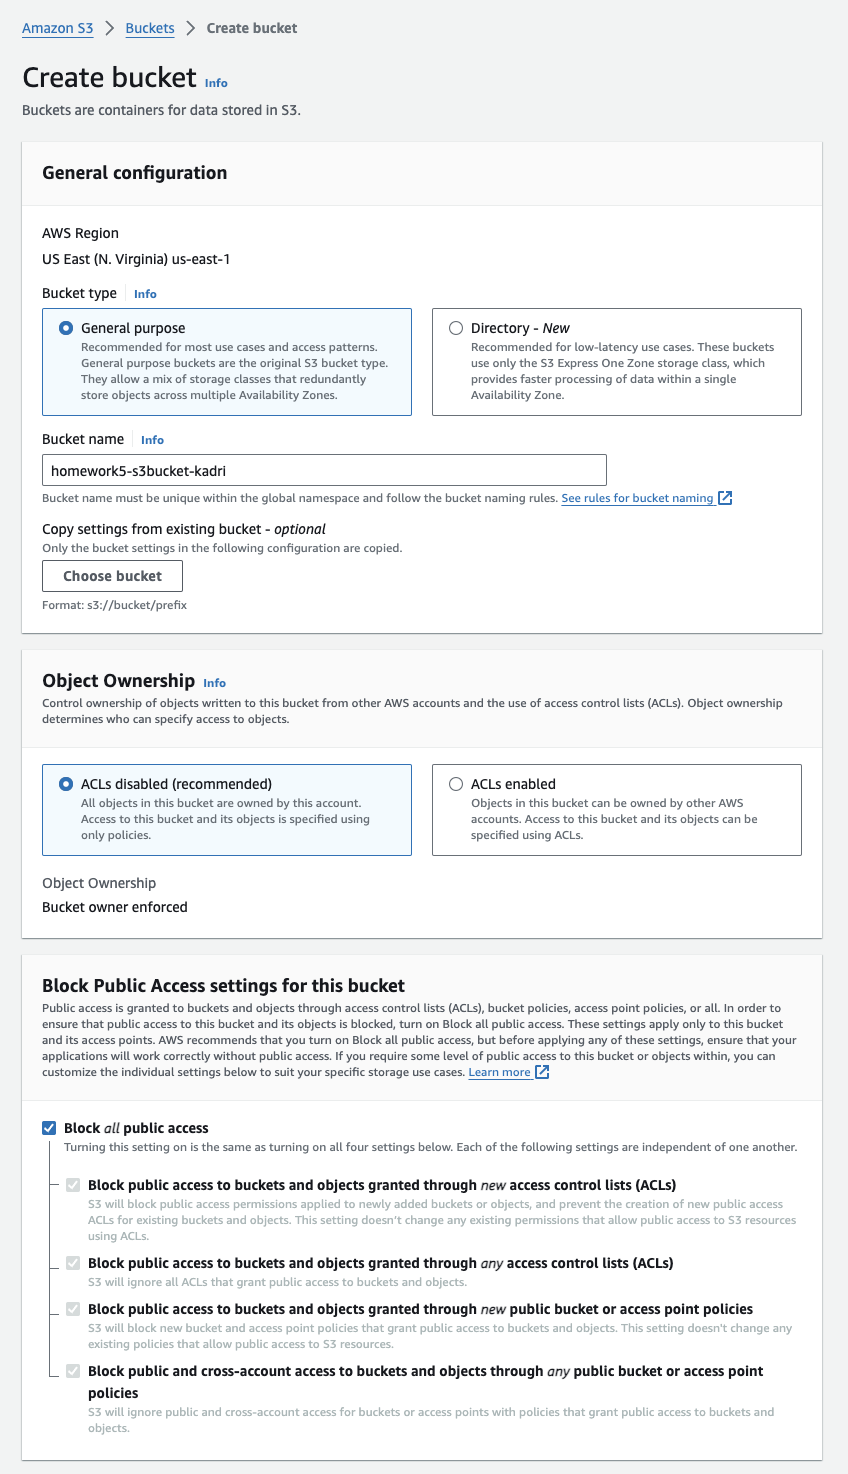 Amazon S3 > Buckets > Create bucket
Create bucket Info
Buckets are containers for data stored in S3.
General configuration
AWS Region
US East (N. Virginia) us-east-1
Bucket type Info
General purpose
Recommended for most use cases and access patterns.
General purpose buckets are the original S3 bucket type.
They allow a mix of storage classes that redundantly
store objects across multiple Availability Zones.
Directory - New
Recommended for low-latency use cases. These buckets
use only the S3 Express One Zone storage class, which
provides faster processing of data within a single
Availability Zone.
Bucket name Info
homework5-s3bucket-kadri
Bucket name must be unique within the global namespace and follow the bucket naming rules. See rules for bucket naming
Copy settings from existing bucket - optional
Only the bucket settings in the following configuration are copied.
Choose bucket
Format: s3://bucket/prefix
Object Ownership Info
Control ownership of objects written to this bucket from other AWS accounts and the use of access control lists (ACLs). Object ownership
determines who can specify access to objects.
ACLs disabled (recommended)
All objects in this bucket are owned by this account.
Access to this bucket and its objects is specified using
only policies.
ACLs enabled
Objects in this bucket can be owned by other AWS
accounts. Access to this bucket and its objects can be
specified using ACLs.
Object Ownership
Bucket owner enforced
Block Public Access settings for this bucket
Public access is granted to buckets and objects through access control lists (ACLs), bucket policies, access point policies, or all. In order to
ensure that public access to this bucket and its objects is blocked, turn on Block all public access. These settings apply only to this bucket
and its access points. AWS recommends that you turn on Block all public access, but before applying any of these settings, ensure that your
applications will work correctly without public access. If you require some level of public access to this bucket or objects within, you can
customize the individual settings below to suit your specific storage use cases. Learn more
Block all public access
Turning this setting on is the same as turning on all four settings below. Each of the following settings are independent of one another.
Block public access to buckets and objects granted through new access control lists (ACLs)
S3 will block public access permissions applied to newly added buckets or objects, and prevent the creation of new public access
ACLs for existing buckets and objects. This setting doesn't change any existing permissions that allow public access to S3 resources
using ACLs.
Block public access to buckets and objects granted through any access control lists (ACLs)
S3 will ignore all ACLs that grant public access to buckets and objects.
Block public access to buckets and objects granted through new public bucket or access point policies
S3 will block new bucket and access point policies that grant public access to buckets and objects. This setting doesn't change any
existing policies that allow public access to S3 resources.
Block public and cross-account access to buckets and objects through any public bucket or access point
policies
S3 will ignore public and cross-account access for buckets or access points with policies that grant public access to buckets and
objects.